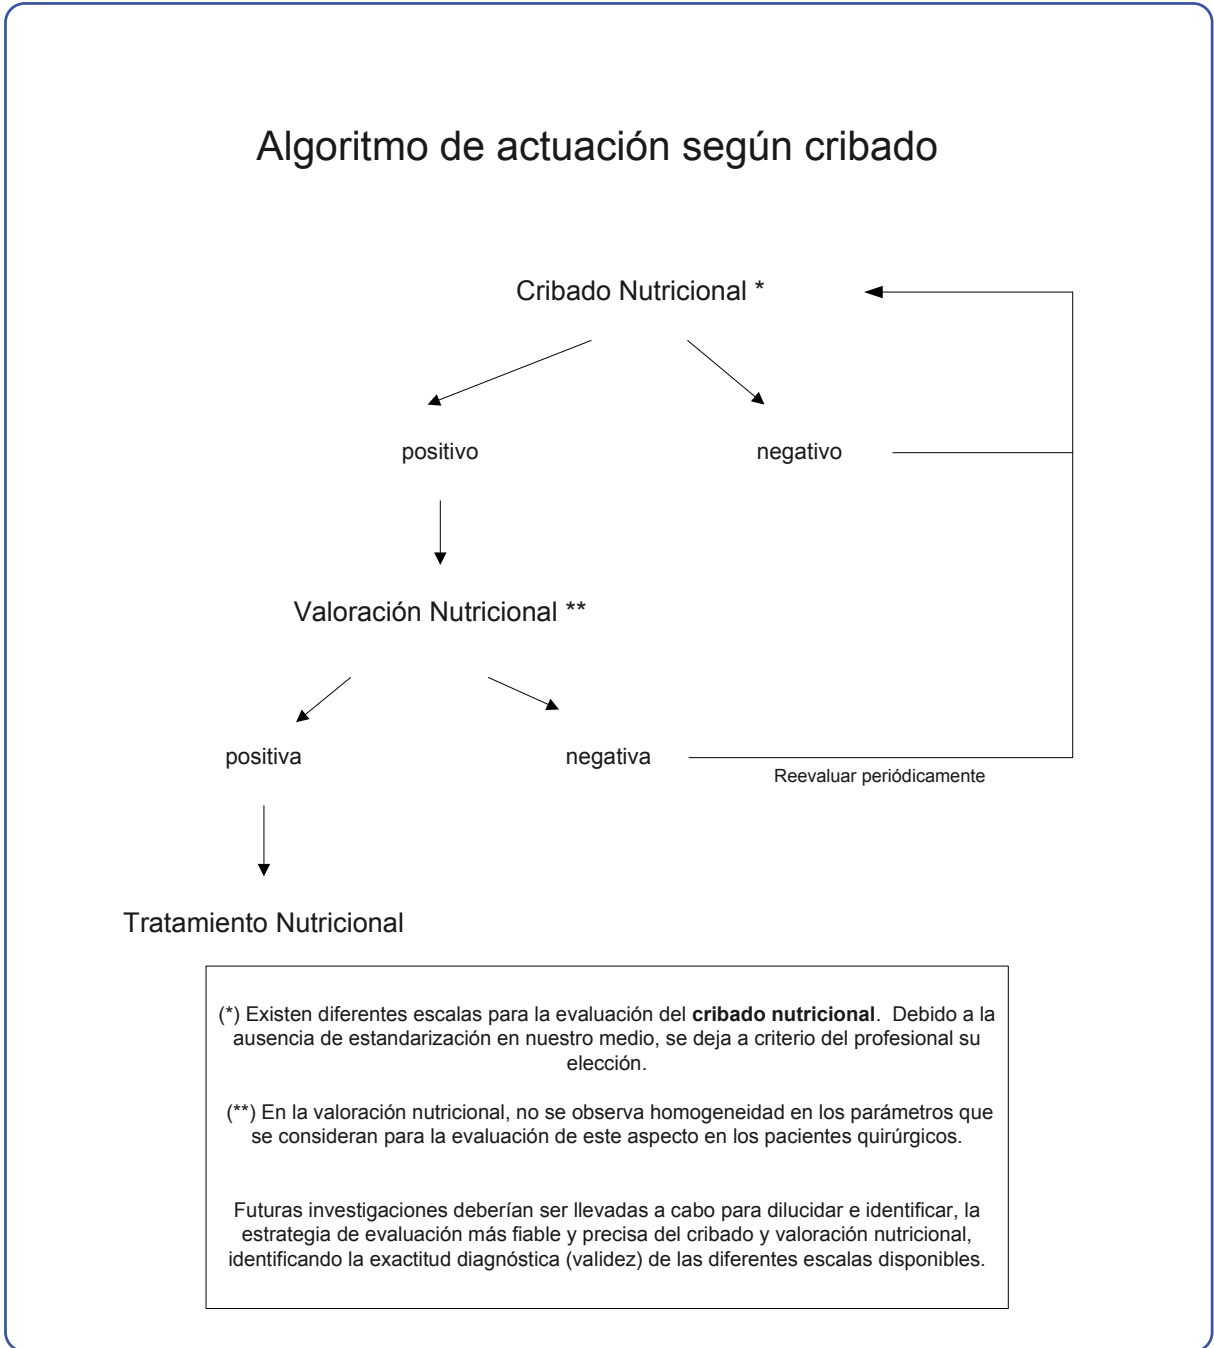 Algoritmo de actuación según cribado
Cribado Nutricional *
positivo
negativo
Valoración Nutricional **
positiva
negativa
Reevaluar periódicamente
Tratamiento Nutricional
(*) Existen diferentes escalas para la evaluación del cribado nutricional. Debido a la
ausencia de estandarización en nuestro medio, se deja a criterio del profesional su
elección.
(**) En la valoración nutricional, no se observa homogeneidad en los parámetros que
se consideran para la evaluación de este aspecto en los pacientes quirúrgicos.
Futuras investigaciones deberían ser llevadas a cabo para dilucidar e identificar, la
estrategia de evaluación más fiable y precisa del cribado y valoración nutricional,
identificando la exactitud diagnóstica (validez) de las diferentes escalas disponibles.